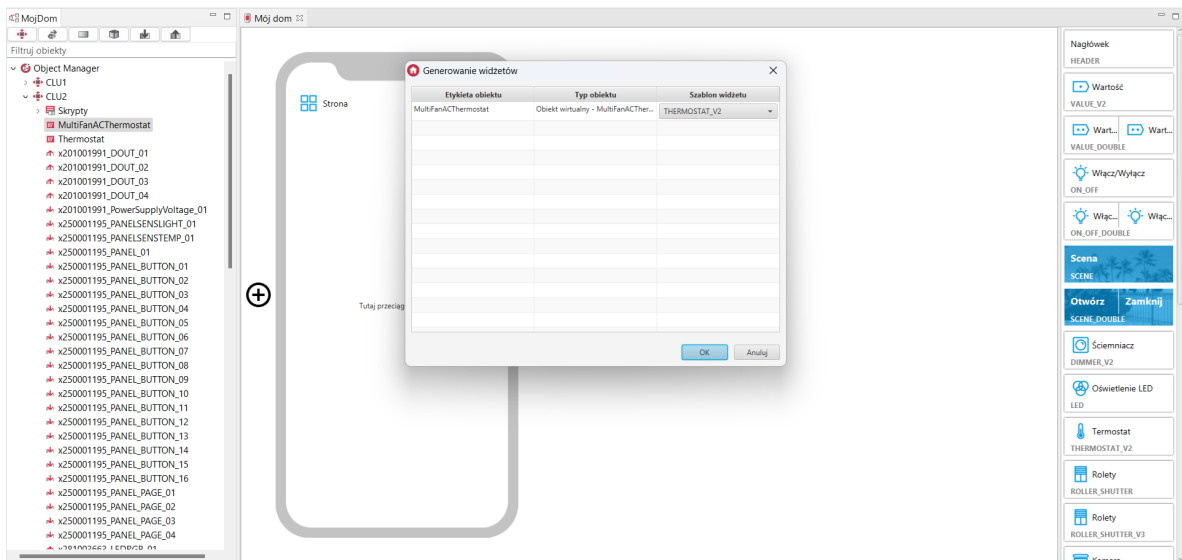 MojDom
Filtruj obiekty
Object Manager
CLU1
CLU2
Skrypty
MultiFanACThermostat
Thermostat
x201001991_DOUT_01
x201001991_DOUT_02
x201001991_DOUT_03
x201001991_DOUT_04
x201001991_PowerSupplyVoltage_01
x250001195_PANELSENSLIGHT_01
x250001195_PANELSENSTEMP_01
x250001195_PANEL_01
x250001195_PANEL_BUTTON_01
x250001195_PANEL_BUTTON_02
x250001195_PANEL_BUTTON_03
x250001195_PANEL_BUTTON_04
x250001195_PANEL_BUTTON_05
x250001195_PANEL_BUTTON_06
x250001195_PANEL_BUTTON_07
x250001195_PANEL_BUTTON_08
x250001195_PANEL_BUTTON_09
x250001195_PANEL_BUTTON_10
x250001195_PANEL_BUTTON_11
x250001195_PANEL_BUTTON_12
x250001195_PANEL_BUTTON_13
x250001195_PANEL_BUTTON_14
x250001195_PANEL_BUTTON_15
x250001195_PANEL_BUTTON_16
x250001195_PANEL_PAGE_01
x250001195_PANEL_PAGE_02
x250001195_PANEL_PAGE_03
x250001195_PANEL_PAGE_04
Mój dom
Strona
Tutaj przeciąg
Generowanie widżetów
Etykieta obiektu Typ obiektu Szablon widżetu
MultiFanACThermostat Obiekt wirtualny - MultiFanACTher... THERMOSTAT_V2
OK Anuluj
Nagłówek
HEADER
Wartość
VALUE_V2
Wart... Wart...
VALUE_DOUBLE
Włącz/Wyłącz
ON_OFF
Włąc... Włąc...
ON_OFF_DOUBLE
Scena
SCENE
Otwórz Zamknij
SCENE_DOUBLE
Ściemniacz
DIMMER_V2
Oświetlenie LED
LED
Termostat
THERMOSTAT_V2
Rolety
ROLLER_SHUTTER
Rolety
ROLLER_SHUTTER_V3